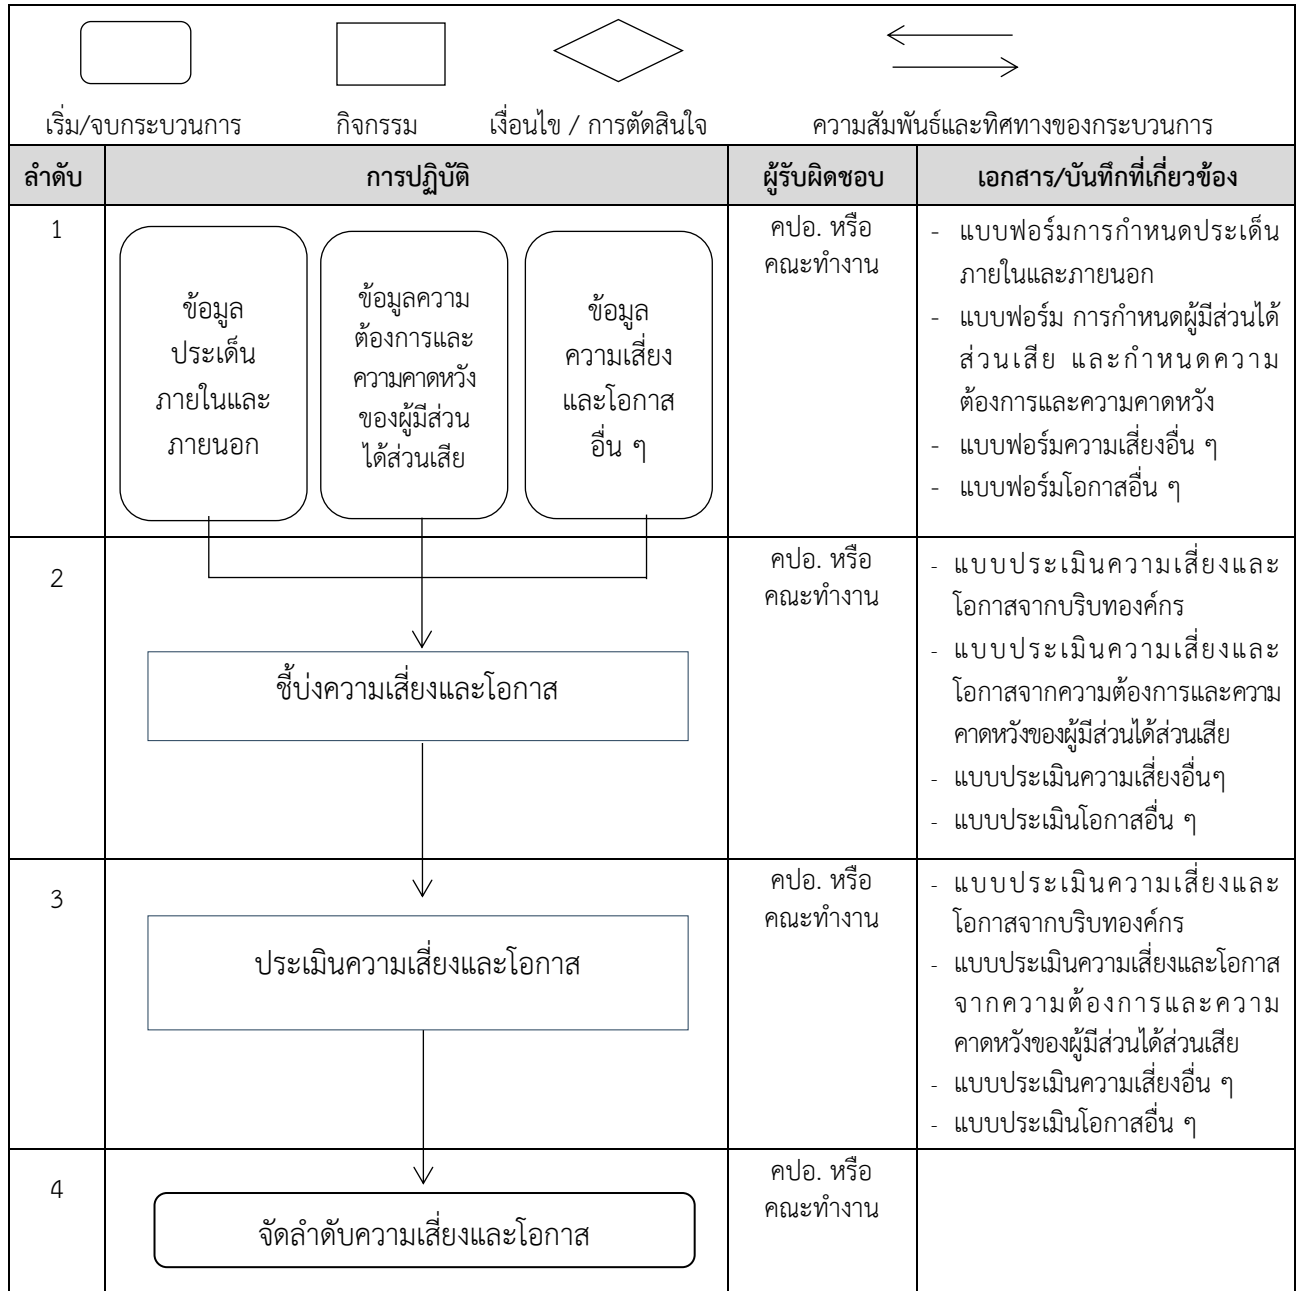 เริ่ม/จบกระบวนการ กิจกรรม เงื่อนไข / การตัดสินใจ ความสัมพันธ์และทิศทางของกระบวนการ
ลำดับ การปฏิบัติ ผู้รับผิดชอบ เอกสาร/บันทึกที่เกี่ยวข้อง
1
ข้อมูล
ประเด็น
ภายในและ
ภายนอก
ข้อมูลความ
ต้องการและ
ความคาดหวัง
ของผู้มีส่วน
ได้ส่วนเสีย
ข้อมูล
ความเสี่ยง
และโอกาส
อื่น ๆ
คปอ. หรือ
คณะทำงาน
- แบบฟอร์มการกำหนดประเด็น
ภายในและภายนอก
- แบบฟอร์ม การกำหนดผู้มีส่วนได้
ส่วนเสีย และกำหนดความ
ต้องการและความคาดหวัง
- แบบฟอร์มความเสี่ยงอื่น ๆ
- แบบฟอร์มโอกาสอื่น ๆ
2
ชี้บ่งความเสี่ยงและโอกาส
คปอ. หรือ
คณะทำงาน
- แบบประเมินความเสี่ยงและ
โอกาสจากบริบทองค์กร
- แบบประเมินความเสี่ยงและ
โอกาสจากความต้องการและความ
คาดหวังของผู้มีส่วนได้ส่วนเสีย
- แบบประเมินความเสี่ยงอื่นๆ
- แบบประเมินโอกาสอื่น ๆ
3
ประเมินความเสี่ยงและโอกาส
คปอ. หรือ
คณะทำงาน
- แบบประเมินความเสี่ยงและ
โอกาสจากบริบทองค์กร
- แบบประเมินความเสี่ยงและโอกาส
จากความต้องการและความ
คาดหวังของผู้มีส่วนได้ส่วนเสีย
- แบบประเมินความเสี่ยงอื่น ๆ
- แบบประเมินโอกาสอื่น ๆ
4
จัดลำดับความเสี่ยงและโอกาส
คปอ. หรือ
คณะทำงาน